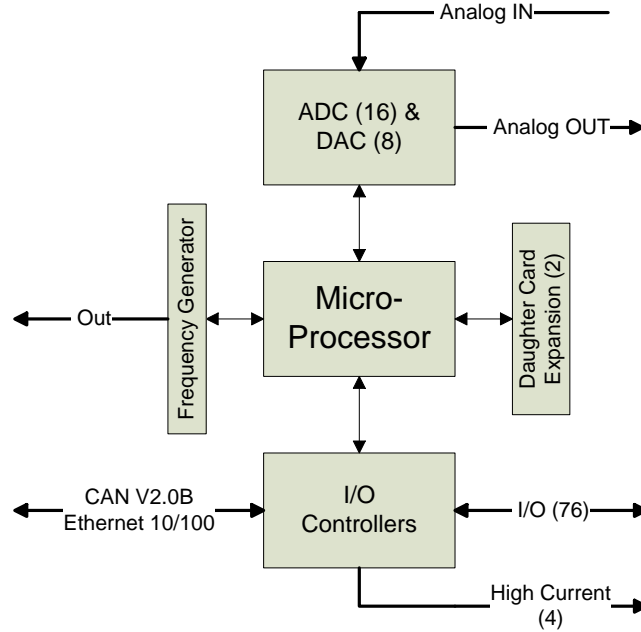 Analog IN
ADC (16) &
DAC (8)
Analog OUT
Frequency Generator
Out
Micro-
Processor
Daughter Card
Expansion (2)
CAN V2.0B
Ethernet 10/100
I/O
Controllers
I/O (76)
High Current
(4)